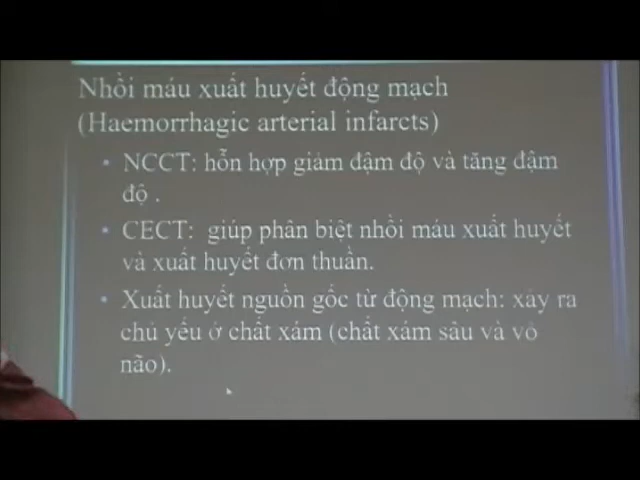 Nhồi máu xuất huyết động mạch
(Haemorrhagic arterial infarcts)
• NCCT: hỗn hợp giảm đậm độ và tăng đậm
độ .
• CECT: giúp phân biệt nhồi máu xuất huyết
và xuất huyết đơn thuần.
• Xuất huyết nguồn gốc từ động mạch: xảy ra
chủ yếu ở chất xám (chất xám sâu và vỏ
não).